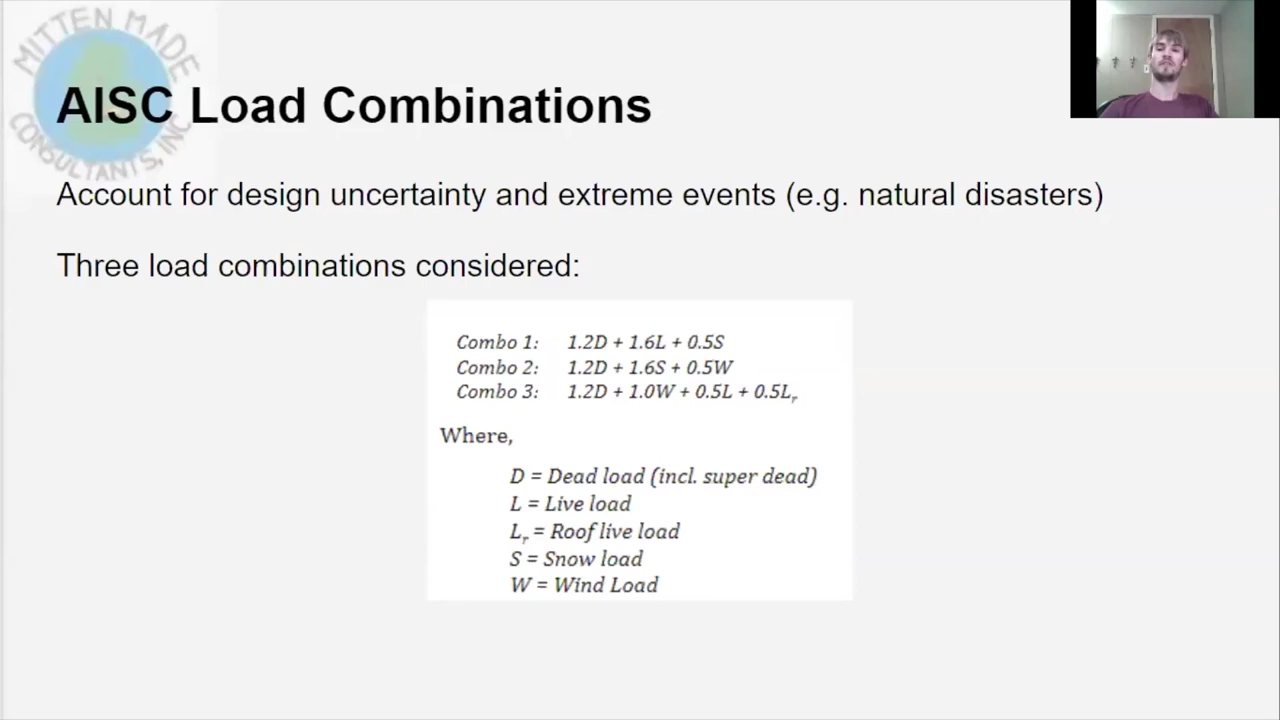 MITTEN MADE
CONSULTANTS, INC
AISC Load Combinations
Account for design uncertainty and extreme events (e.g. natural disasters)
Three load combinations considered:
Combo 1: 1.2D + 1.6L + 0.5S
Combo 2: 1.2D + 1.6S + 0.5W
Combo 3: 1.2D + 1.0W + 0.5L + 0.5Lr
Where,
D = Dead load (incl. super dead)
L = Live load
Lr = Roof live load
S = Snow load
W = Wind Load